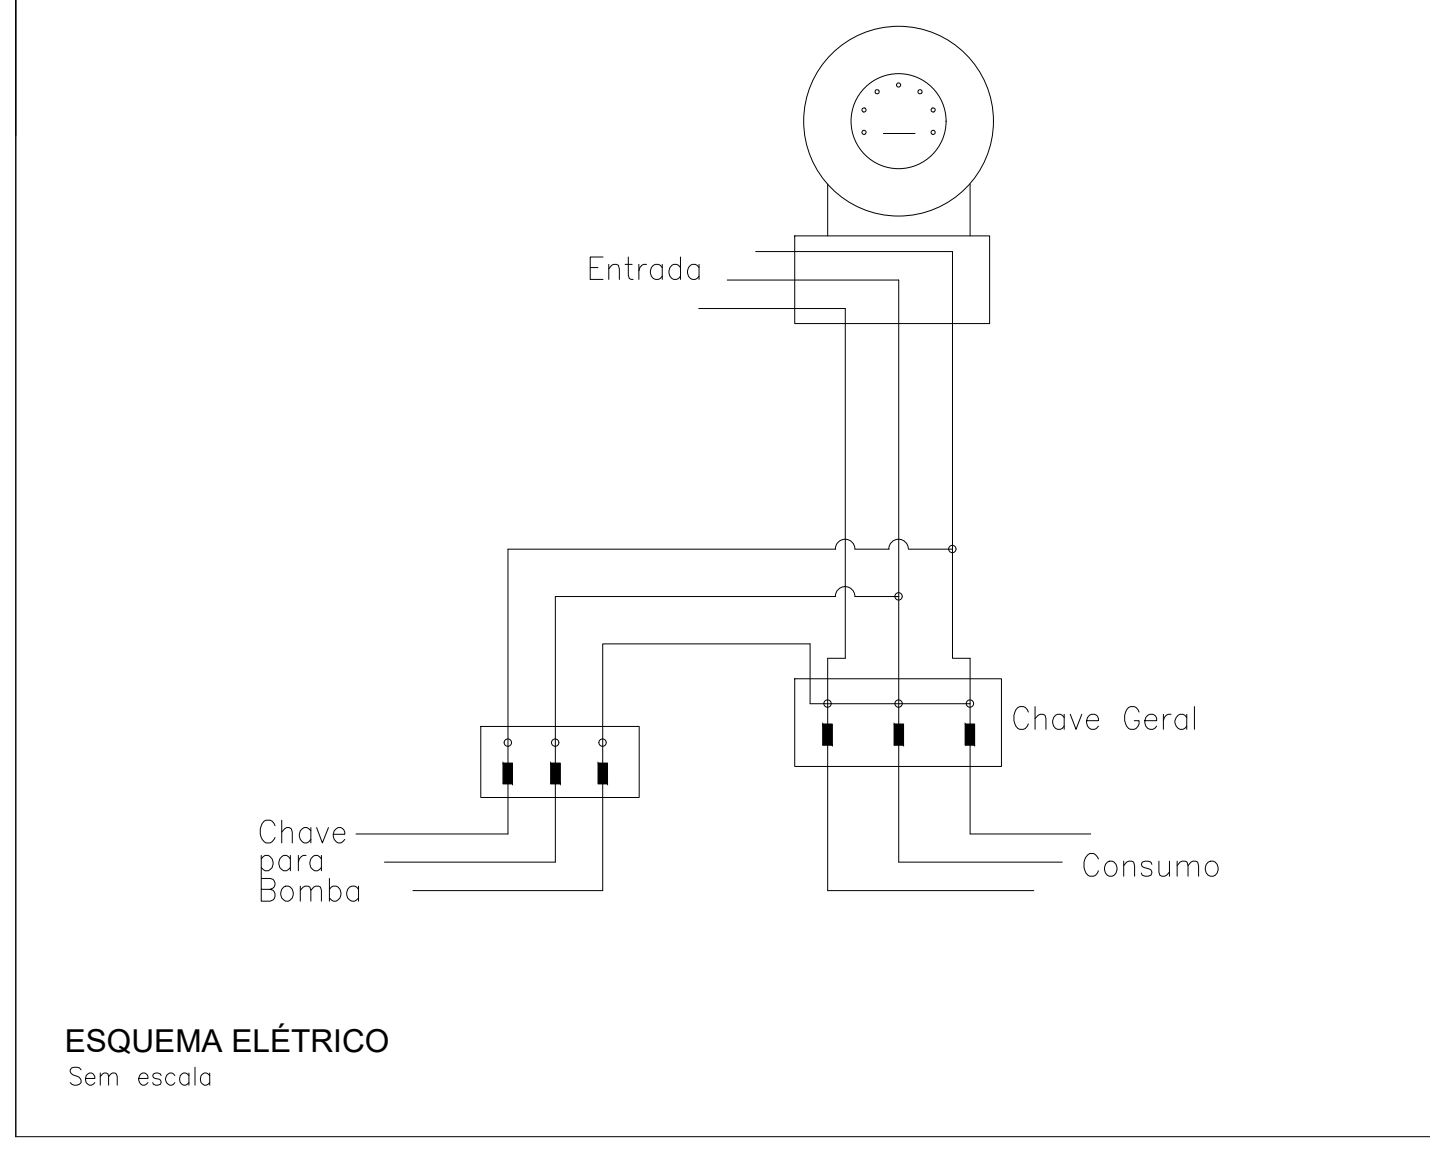 Entrada
Chave Geral
Chave
para
Bomba
Consumo
ESQUEMA ELÉTRICO
Sem escala